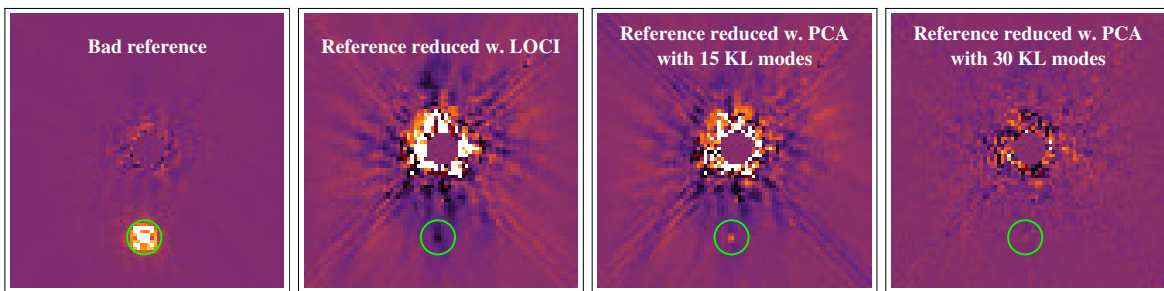 Bad reference
Reference reduced w. LOCI
Reference reduced w. PCA
with 15 KL modes
Reference reduced w. PCA
with 30 KL modes